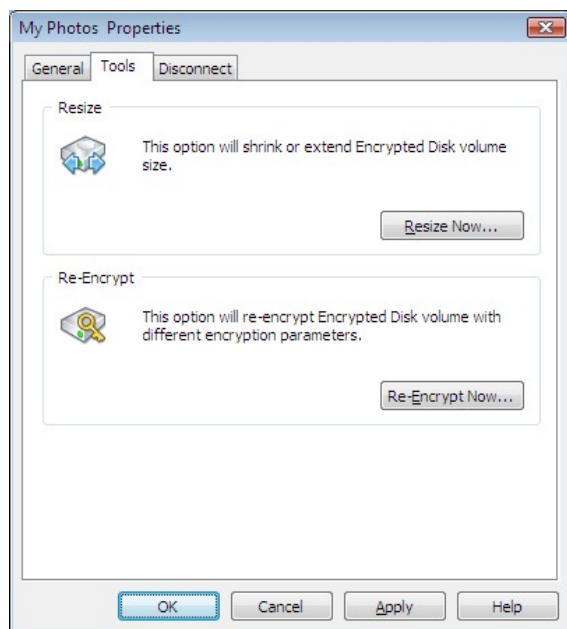 My Photos  Properties
General Tools Disconnect
Resize
This option will shrink or extend Encrypted Disk volume
size.
Resize Now...
Re-Encrypt
This option will re-encrypt Encrypted Disk volume with
different encryption parameters.
Re-Encrypt Now...
OK Cancel Apply Help